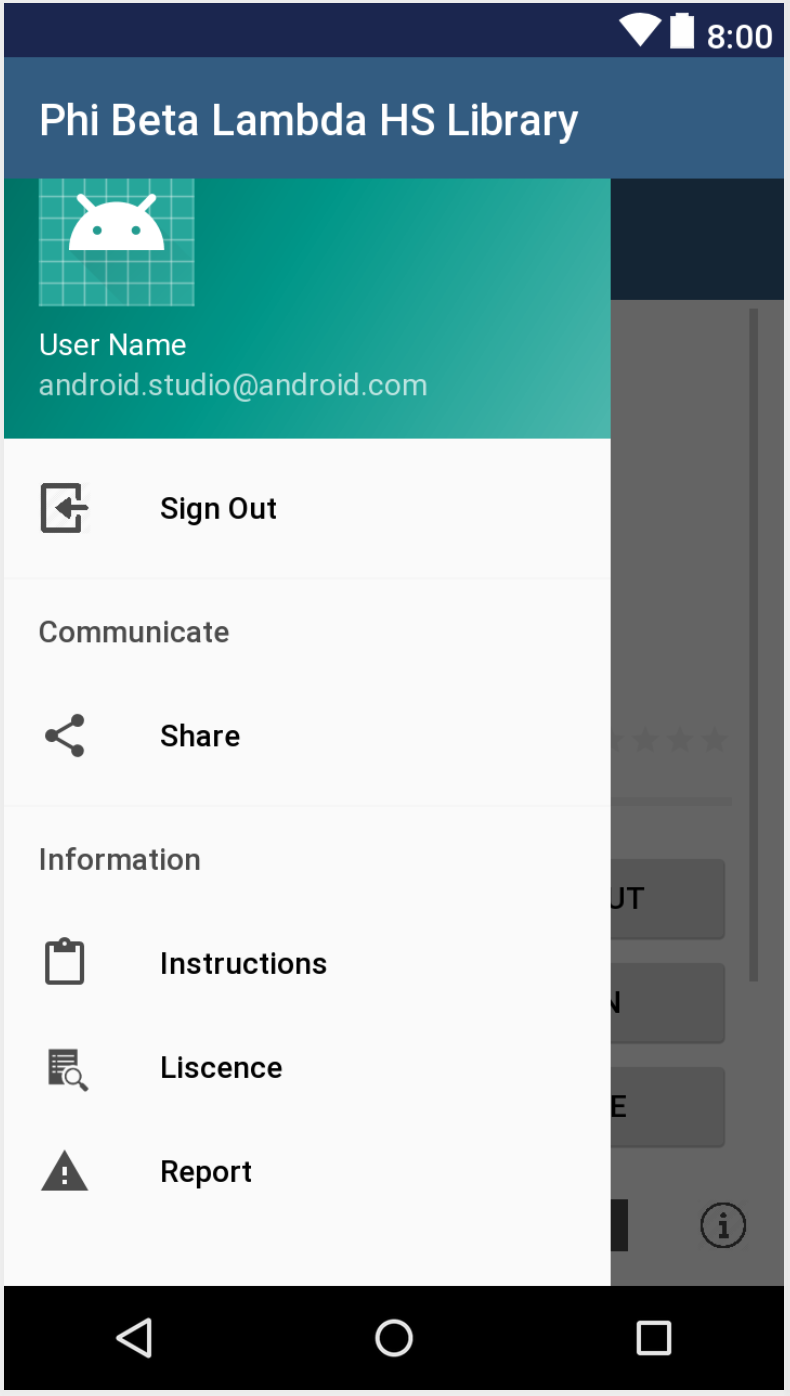 8:00
Phi Beta Lambda HS Library
User Name
android.studio@android.com
Sign Out
Communicate
Share
Information
Instructions
Liscence
Report
UT
N
E